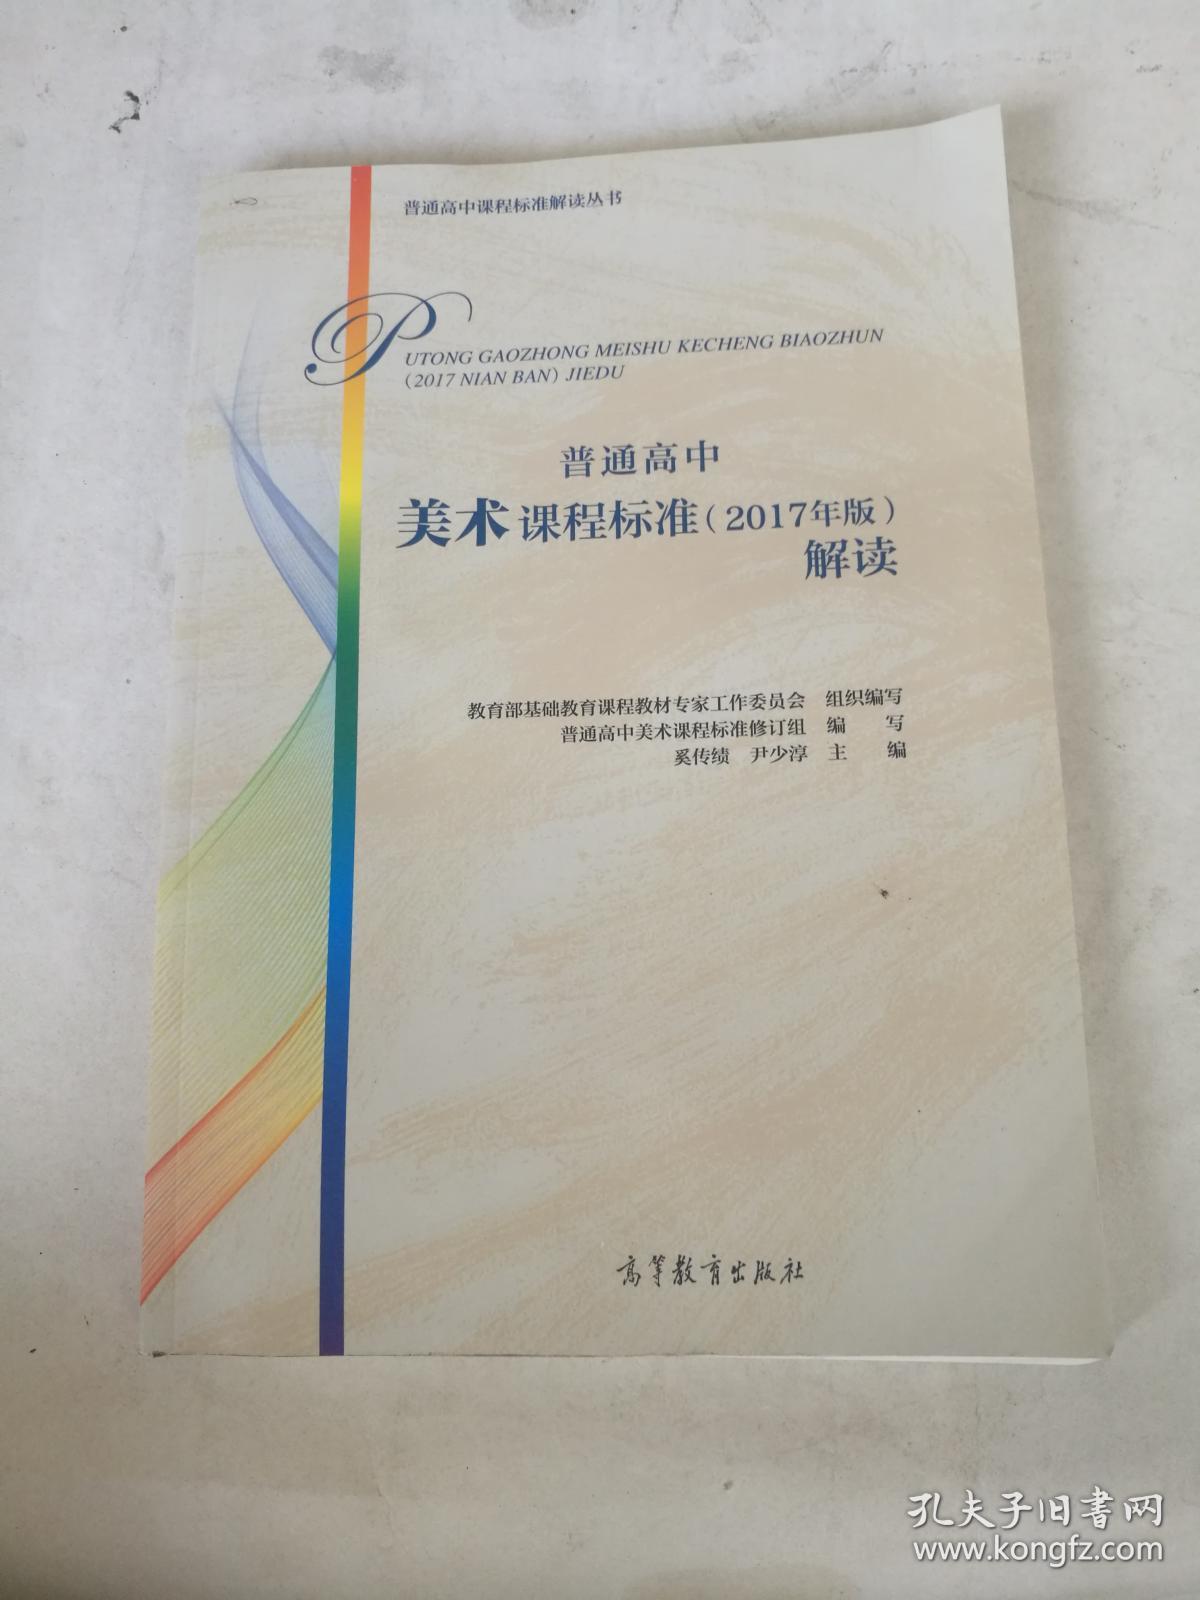 普通高中课程标准解读丛书
PUTONG GAOZHONG MEISHU KECHENG BIAOZHUN
(2017 NIAN BAN) JIEDU
普通高中
美术课程标准(2017年版)
解读
教育部基础教育课程教材专家工作委员会 组织编写
普通高中美术课程标准修订组 编 写
奚传绩 尹少淳 主 编
高等教育出版社
孔夫子旧书网
www.kongfz.com